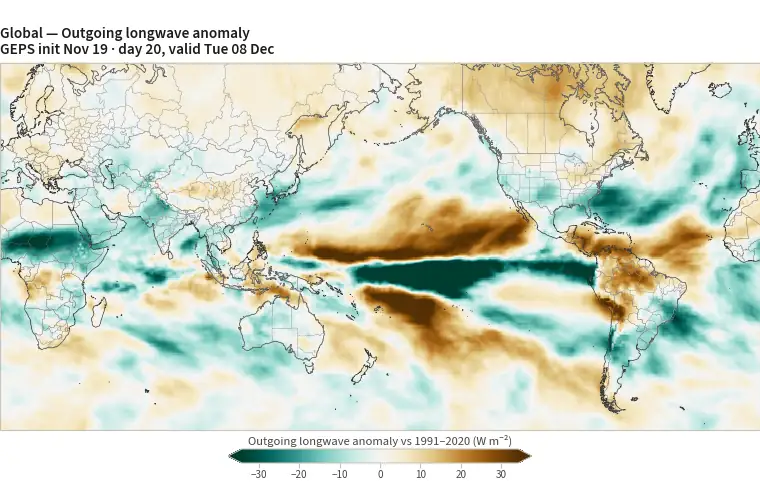 Global — Outgoing longwave anomaly
GEPS init Nov 19 · day 20, valid Tue 08 Dec
Outgoing longwave anomaly vs 1991–2020 (W m⁻²)
−30 −20 −10 0 10 20 30